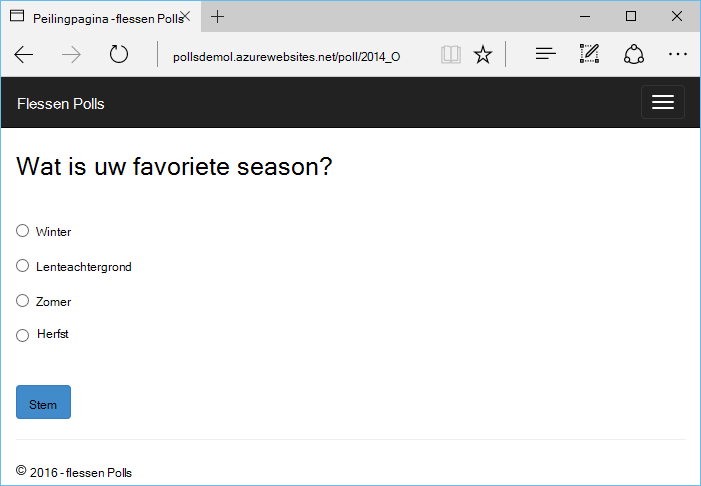 Peilingpagina -flessen Polls
pollsdemol.azurewebsites.net/poll/2014_O
Flessen Polls
Wat is uw favoriete season?
Winter
Lenteachtergrond
Zomer
Herfst
Stem
© 2016 - flessen Polls